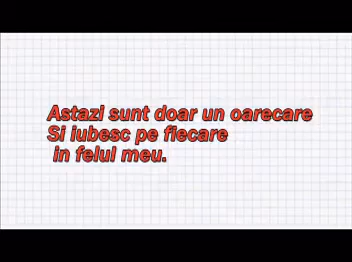 Astazi sunt doar un oarecare
Si iubesc pe fiecare
in felul meu.